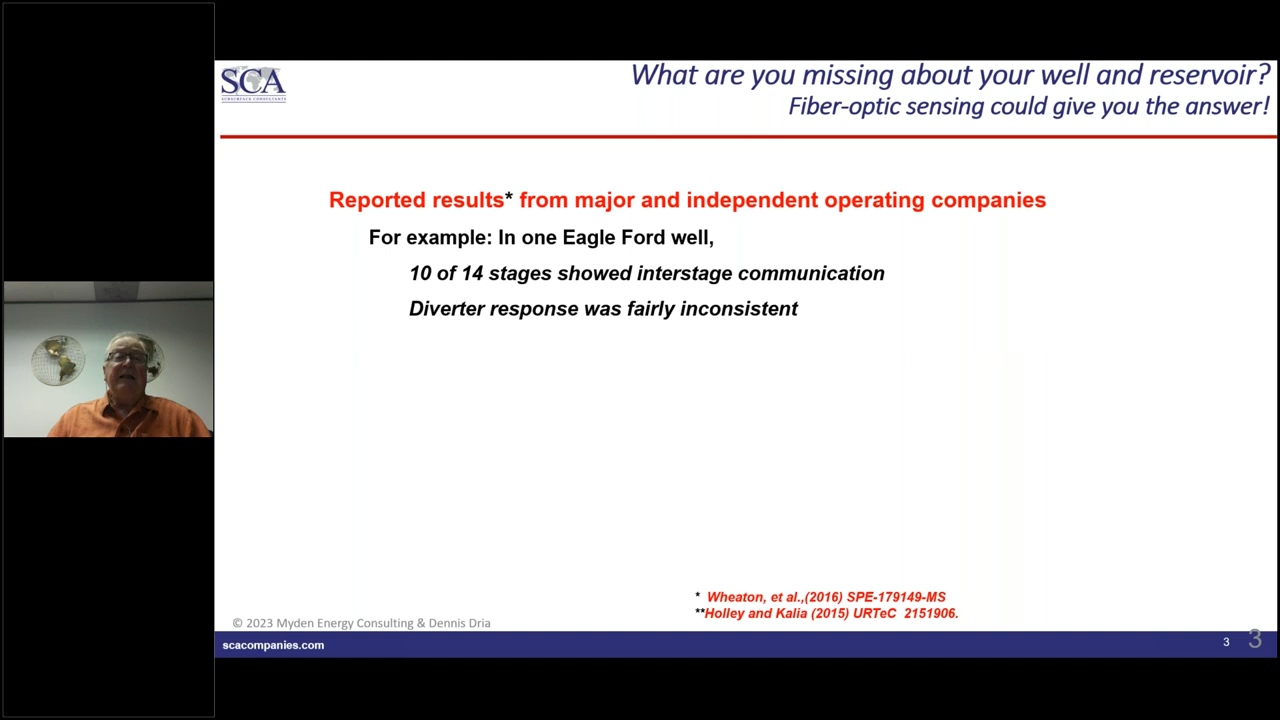 SCA
SUBSURFACE CONSULTANTS
What are you missing about your well and reservoir?
Fiber-optic sensing could give you the answer!
Reported results* from major and independent operating companies
For example: In one Eagle Ford well,
10 of 14 stages showed interstage communication
Diverter response was fairly inconsistent
* Wheaton, et al.,(2016) SPE-179149-MS
**Holley and Kalia (2015) URTeC 2151906.
© 2023 Myden Energy Consulting & Dennis Dria
scacompanies.com
3
3